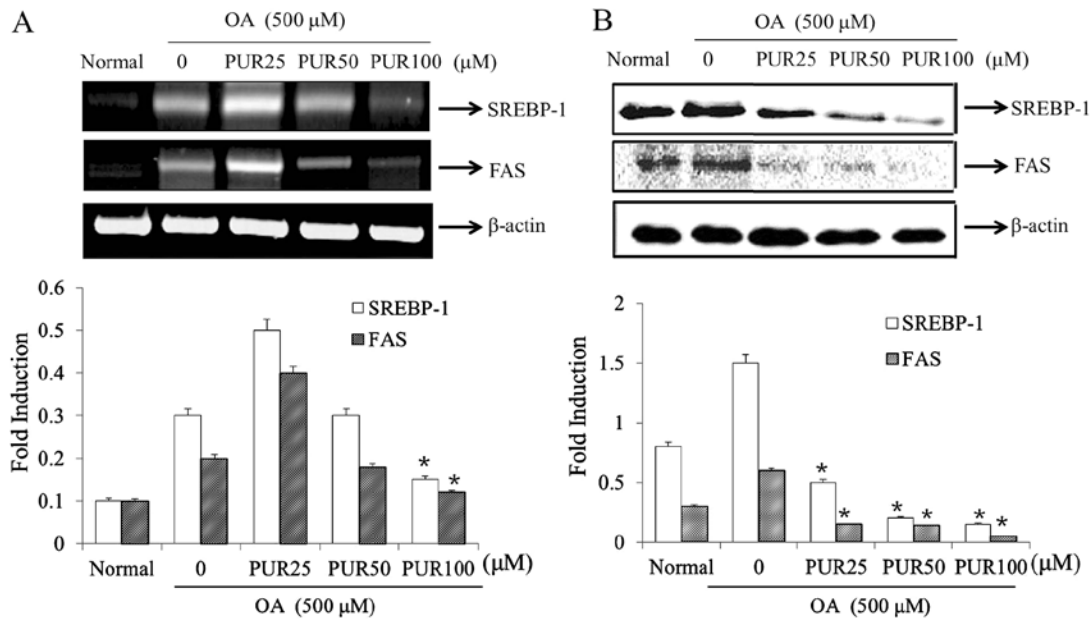 A
OA (500 μM)
Normal 0 PUR25 PUR50 PUR100 (μM)
SREBP-1
FAS
β-actin
0.6
0.5
0.4
0.3
0.2
0.1
0
Fold Induction
SREBP-1
FAS
* *
Normal 0 PUR25 PUR50 PUR100 (μM)
OA (500 μM)
B
OA (500 μM)
Normal 0 PUR25 PUR50 PUR100 (μM)
SREBP-1
FAS
β-actin
2
1.5
1
0.5
0
Fold Induction
SREBP-1
FAS
* * * * * *
Normal 0 PUR25 PUR50 PUR100 (μM)
OA (500 μM)